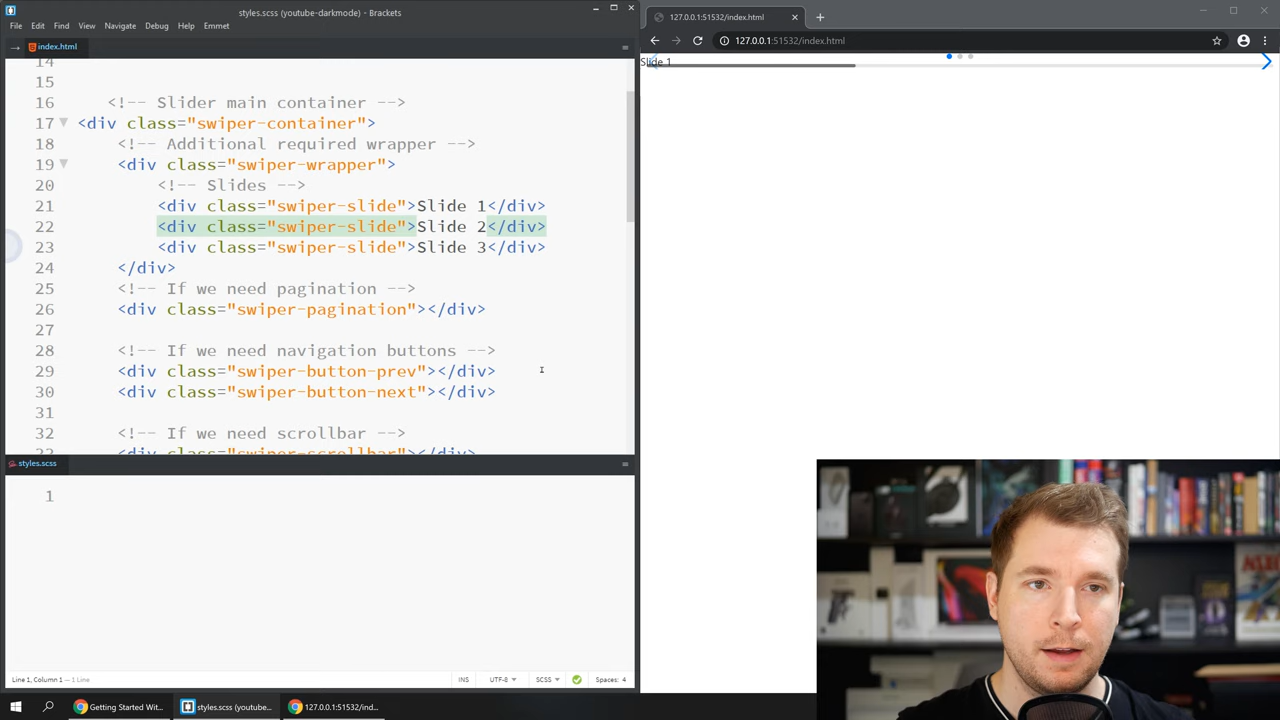 styles.scss (youtube-darkmode) - Brackets
File Edit Find View Navigate Debug Emmet
index.html
14
15
16 <!-- Slider main container -->
17 <div class="swiper-container">
18 <!-- Additional required wrapper -->
19 <div class="swiper-wrapper">
20 <!-- Slides -->
21 <div class="swiper-slide">Slide 1</div>
22 <div class="swiper-slide">Slide 2</div>
23 <div class="swiper-slide">Slide 3</div>
24 </div>
25 <!-- If we need pagination -->
26 <div class="swiper-pagination"></div>
27
28 <!-- If we need navigation buttons -->
29 <div class="swiper-button-prev"></div>
30 <div class="swiper-button-next"></div>
31
32 <!-- If we need scrollbar -->
33 <div class="swiper-scrollbar"></div>
styles.scss
1
Line 1, Column 1 — 1 Line
INS UTF-8 SCSS Spaces: 4
127.0.0.1:51532/index.html
127.0.0.1:51532/index.html
Slide 1
Getting Started Wit...
styles.scss (youtube...
127.0.0.1:51532/ind...